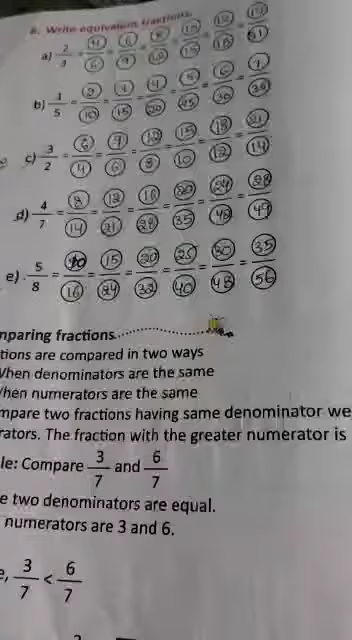 8. Write equivalent fractions.
a) 2/3 = 4/6 = 6/9 = 8/12 = 10/15 = 12/18 =
b) 1/5 = 2/10 = 3/15 = 4/20 = 5/25 = 6/30 = 7/35
c) 3/2 = 6/4 = 9/6 = 12/8 = 15/10 = 18/12 = 21/14
d) 4/7 = 8/14 = 12/21 = 16/28 = 20/35 = 24/42 = 28/49
e) 5/8 = 10/16 = 15/24 = 20/32 = 25/40 = 30/48 = 35/56
nparing fractions
tions are compared in two ways
When denominators are the same
When numerators are the same
mpare two fractions having same denominator we
rators. The fraction with the greater numerator is
le: Compare 3/7 and 6/7
e two denominators are equal.
numerators are 3 and 6.
e, 3/7 < 6/7